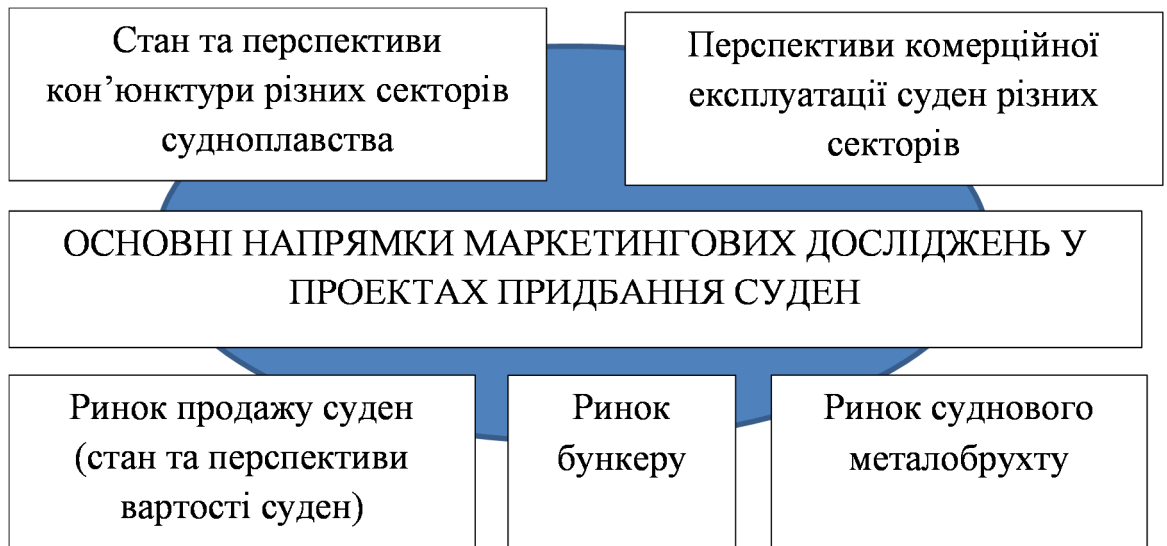 Стан та перспективи
кон’юнктури різних секторів
судноплавства
Перспективи комерційної
експлуатації суден різних
секторів
ОСНОВНІ НАПРЯМКИ МАРКЕТИНГОВИХ ДОСЛІДЖЕНЬ У
ПРОЕКТАХ ПРИДБАННЯ СУДЕН
Ринок продажу суден
(стан та перспективи
вартості суден)
Ринок
бункеру
Ринок суднового
металобрухту